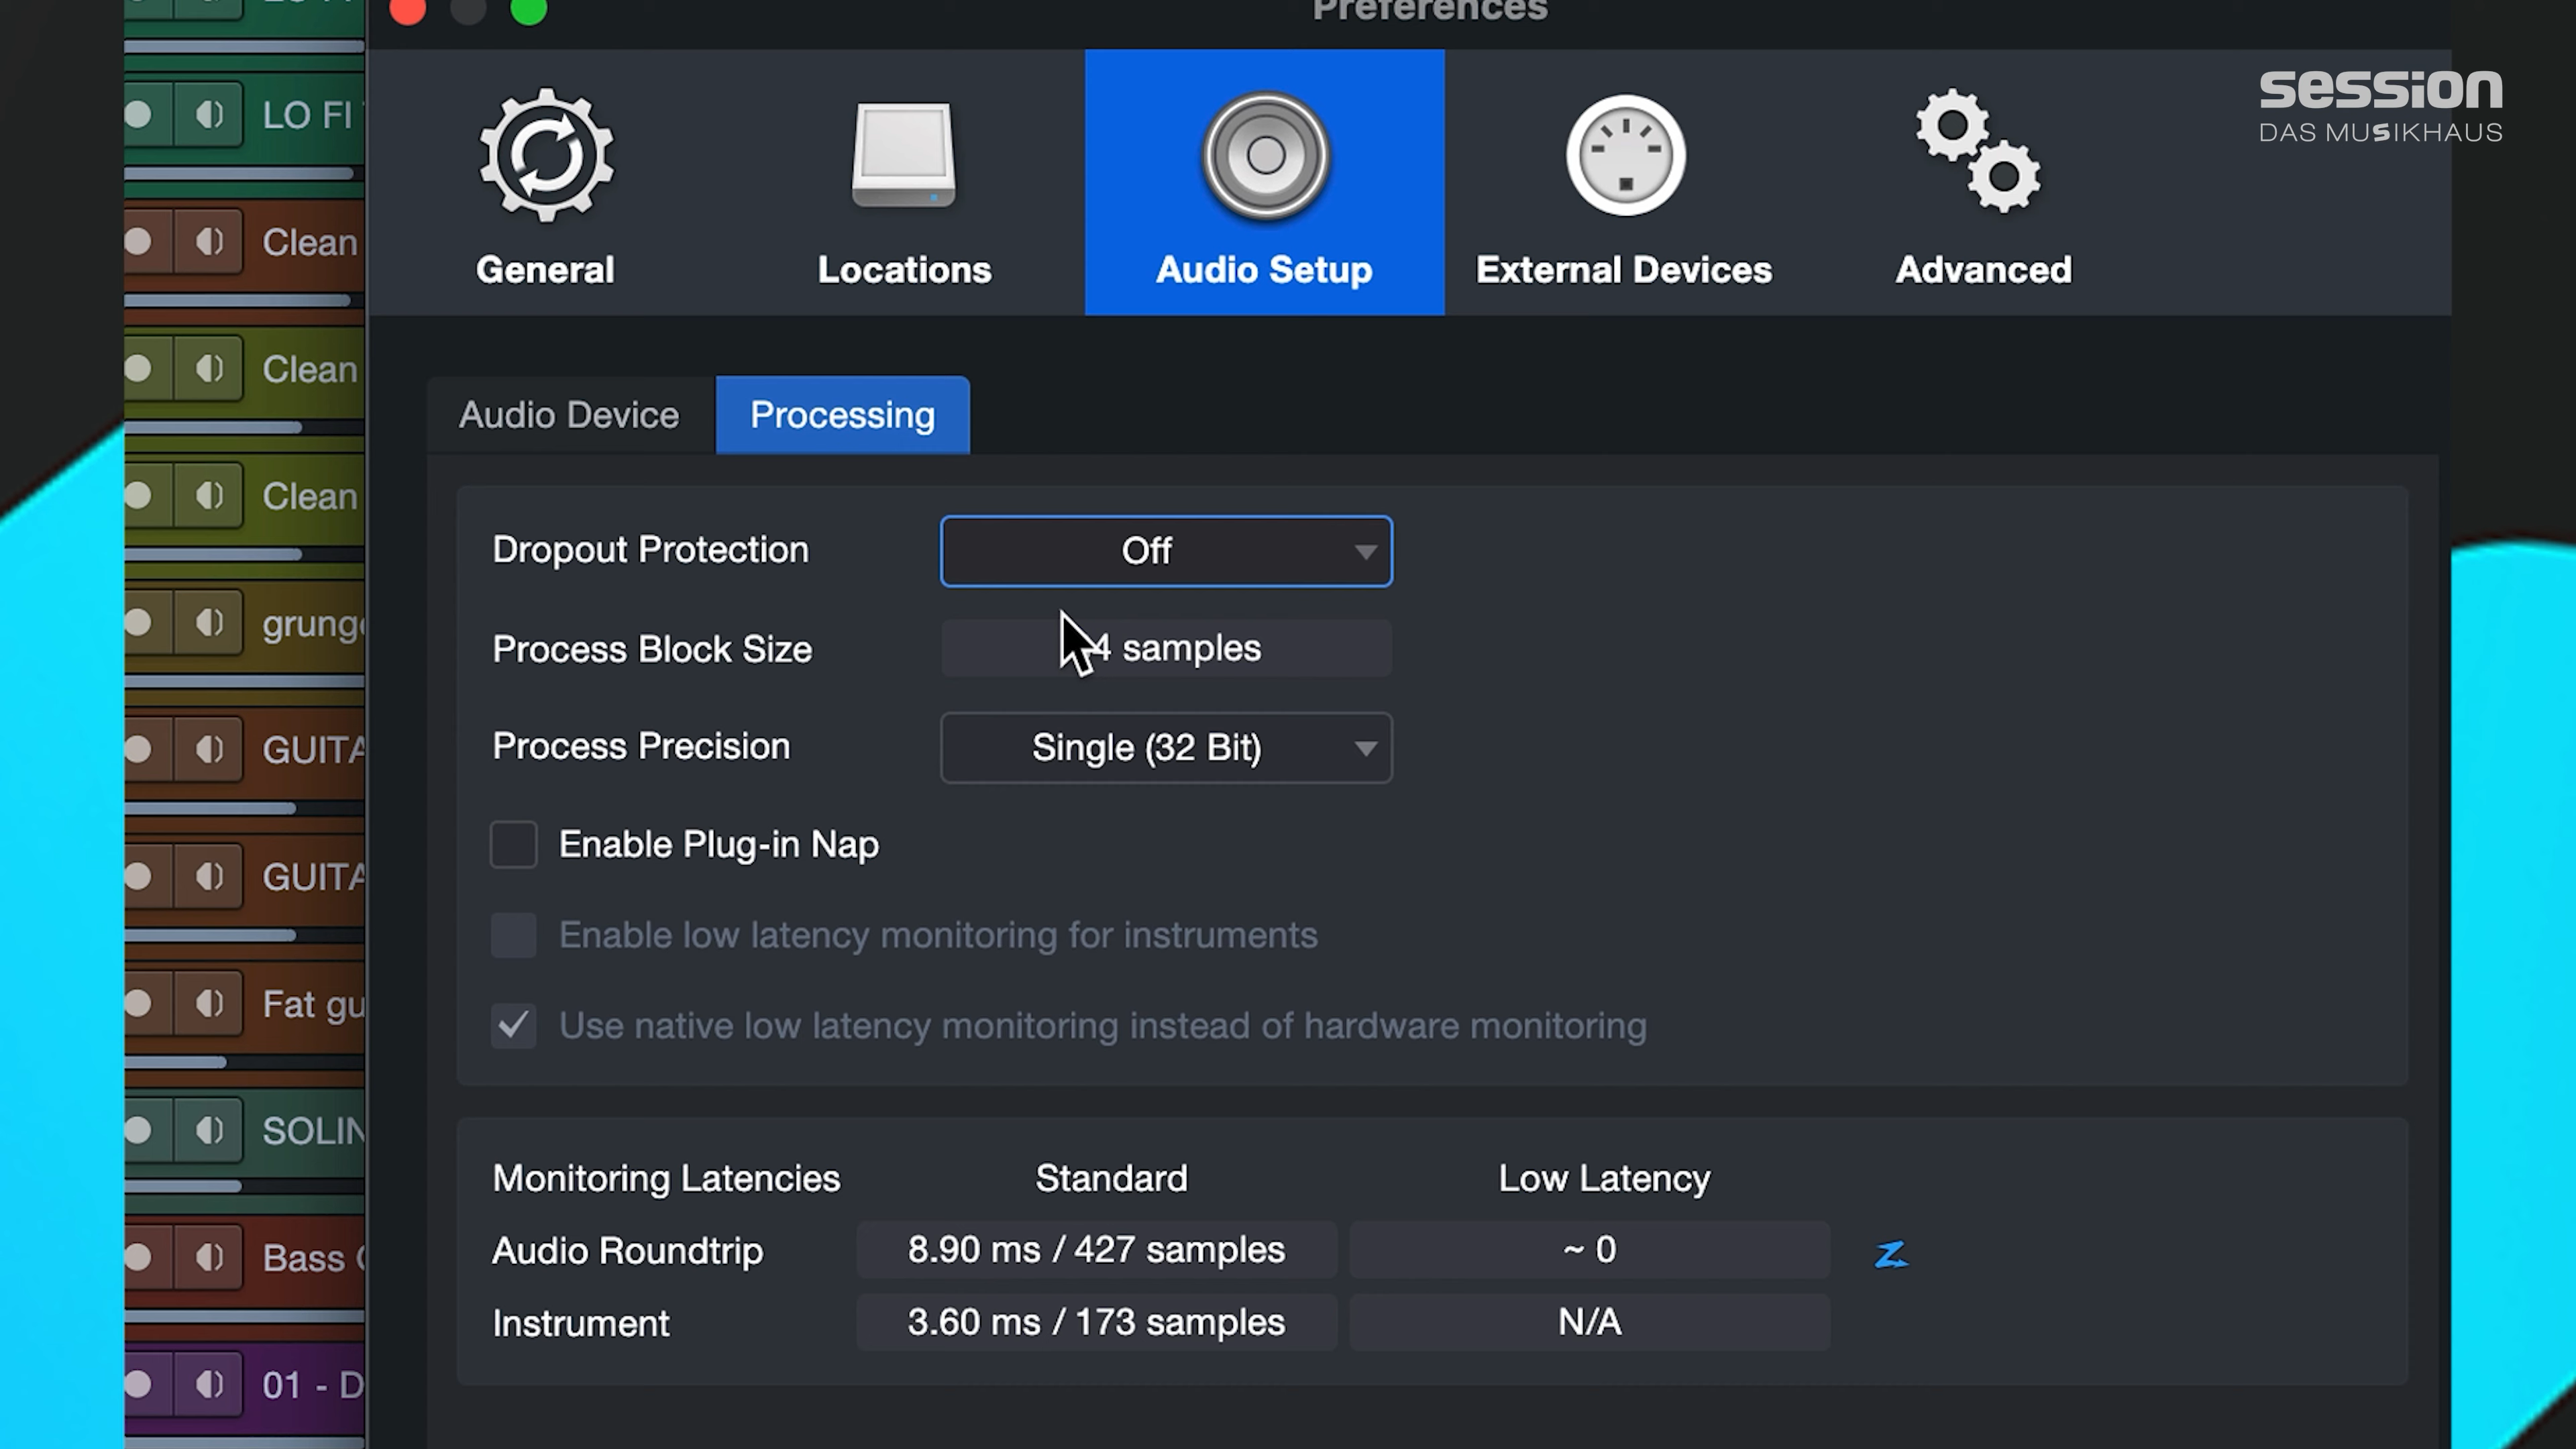 Preferences
session
DAS MUSIKHAUS
General
Locations
Audio Setup
External Devices
Advanced
LO FI
Clean
Clean
Clean
GUITA
GUITA
Fat gu
SOLIN
Bass
01 - D
Audio Device
Processing
Dropout Protection
Off
Process Block Size
4 samples
Process Precision
Single (32 Bit)
Enable Plug-in Nap
Enable low latency monitoring for instruments
Use native low latency monitoring instead of hardware monitoring
Monitoring Latencies
Standard
Low Latency
Audio Roundtrip
8.90 ms / 427 samples
~ 0
Instrument
3.60 ms / 173 samples
N/A